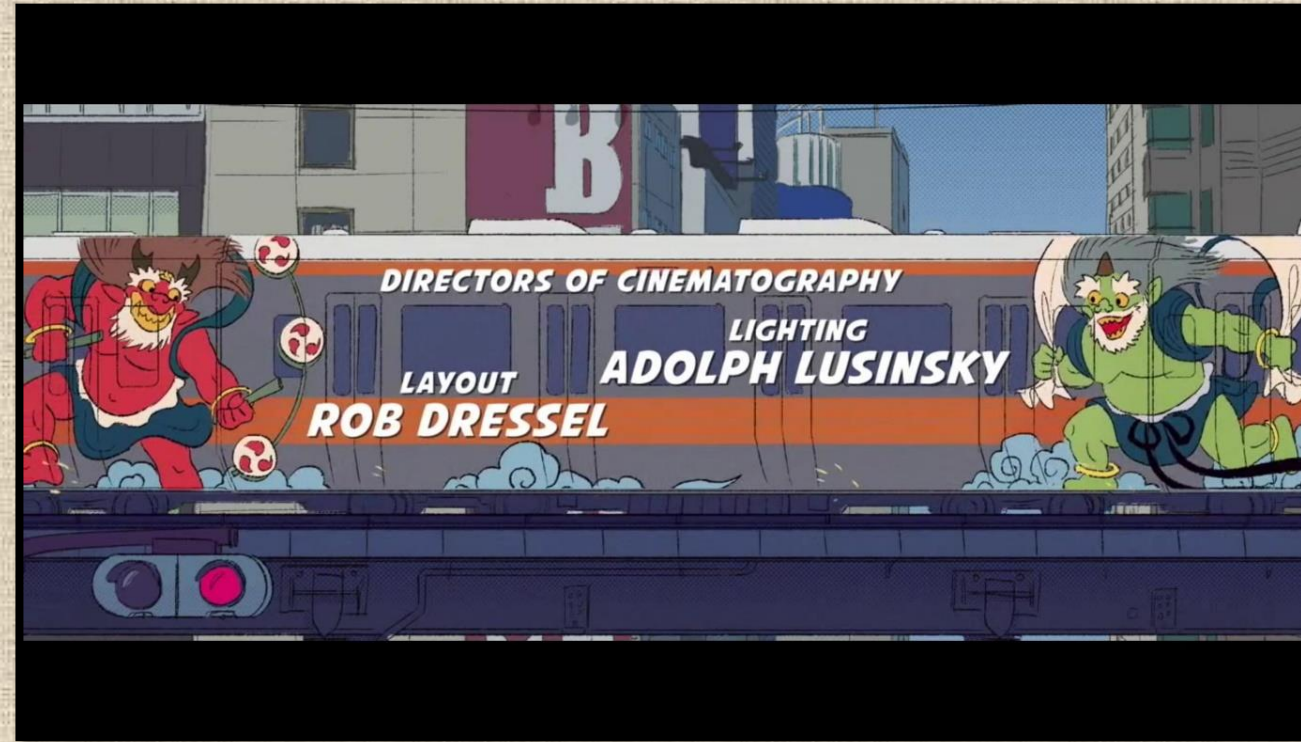 B
DIRECTORS OF CINEMATOGRAPHY
LIGHTING
ADOLPH LUSINSKY
LAYOUT
ROB DRESSEL